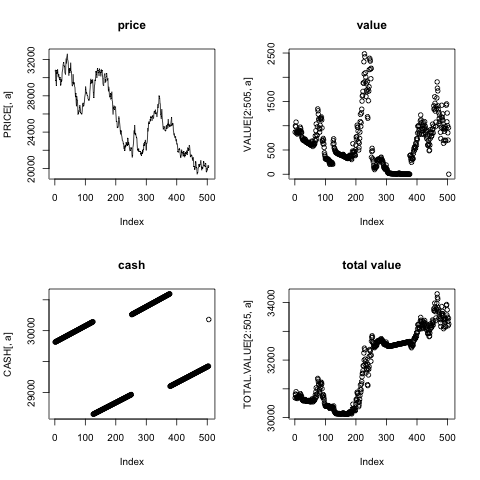 price
PRICE[, a]
20000 24000 28000 32000
0 100 200 300 400 500
Index
value
VALUE[2:505, a]
0 500 1500 2500
0 100 200 300 400 500
Index
cash
CASH[, a]
29000 30000
0 100 200 300 400 500
Index
total value
TOTAL.VALUE[2:505, a]
30000 32000 34000
0 100 200 300 400 500
Index